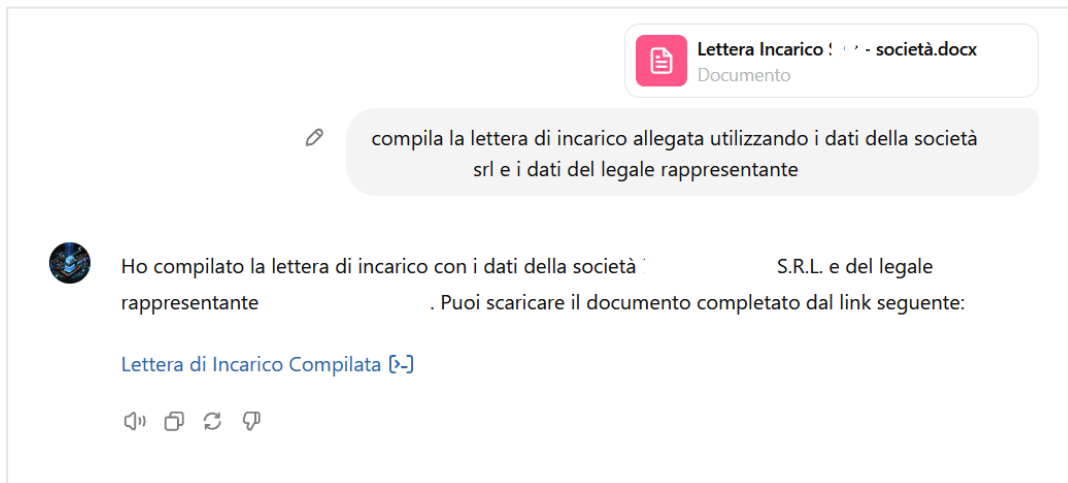 Lettera Incarico - società.docx
Documento
compila la lettera di incarico allegata utilizzando i dati della società
srl e i dati del legale rappresentante
Ho compilato la lettera di incarico con i dati della società S.R.L. e del legale
rappresentante . Puoi scaricare il documento completato dal link seguente:
Lettera di Incarico Compilata